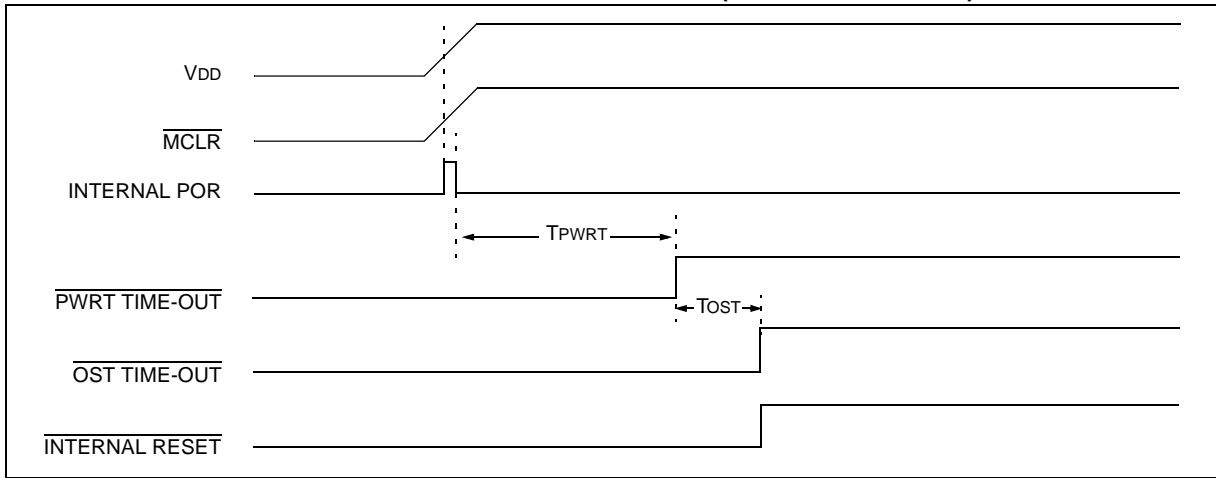 VDD
MCLR
INTERNAL POR
TPWRT
PWRT TIME-OUT
TOST
OST TIME-OUT
INTERNAL RESET